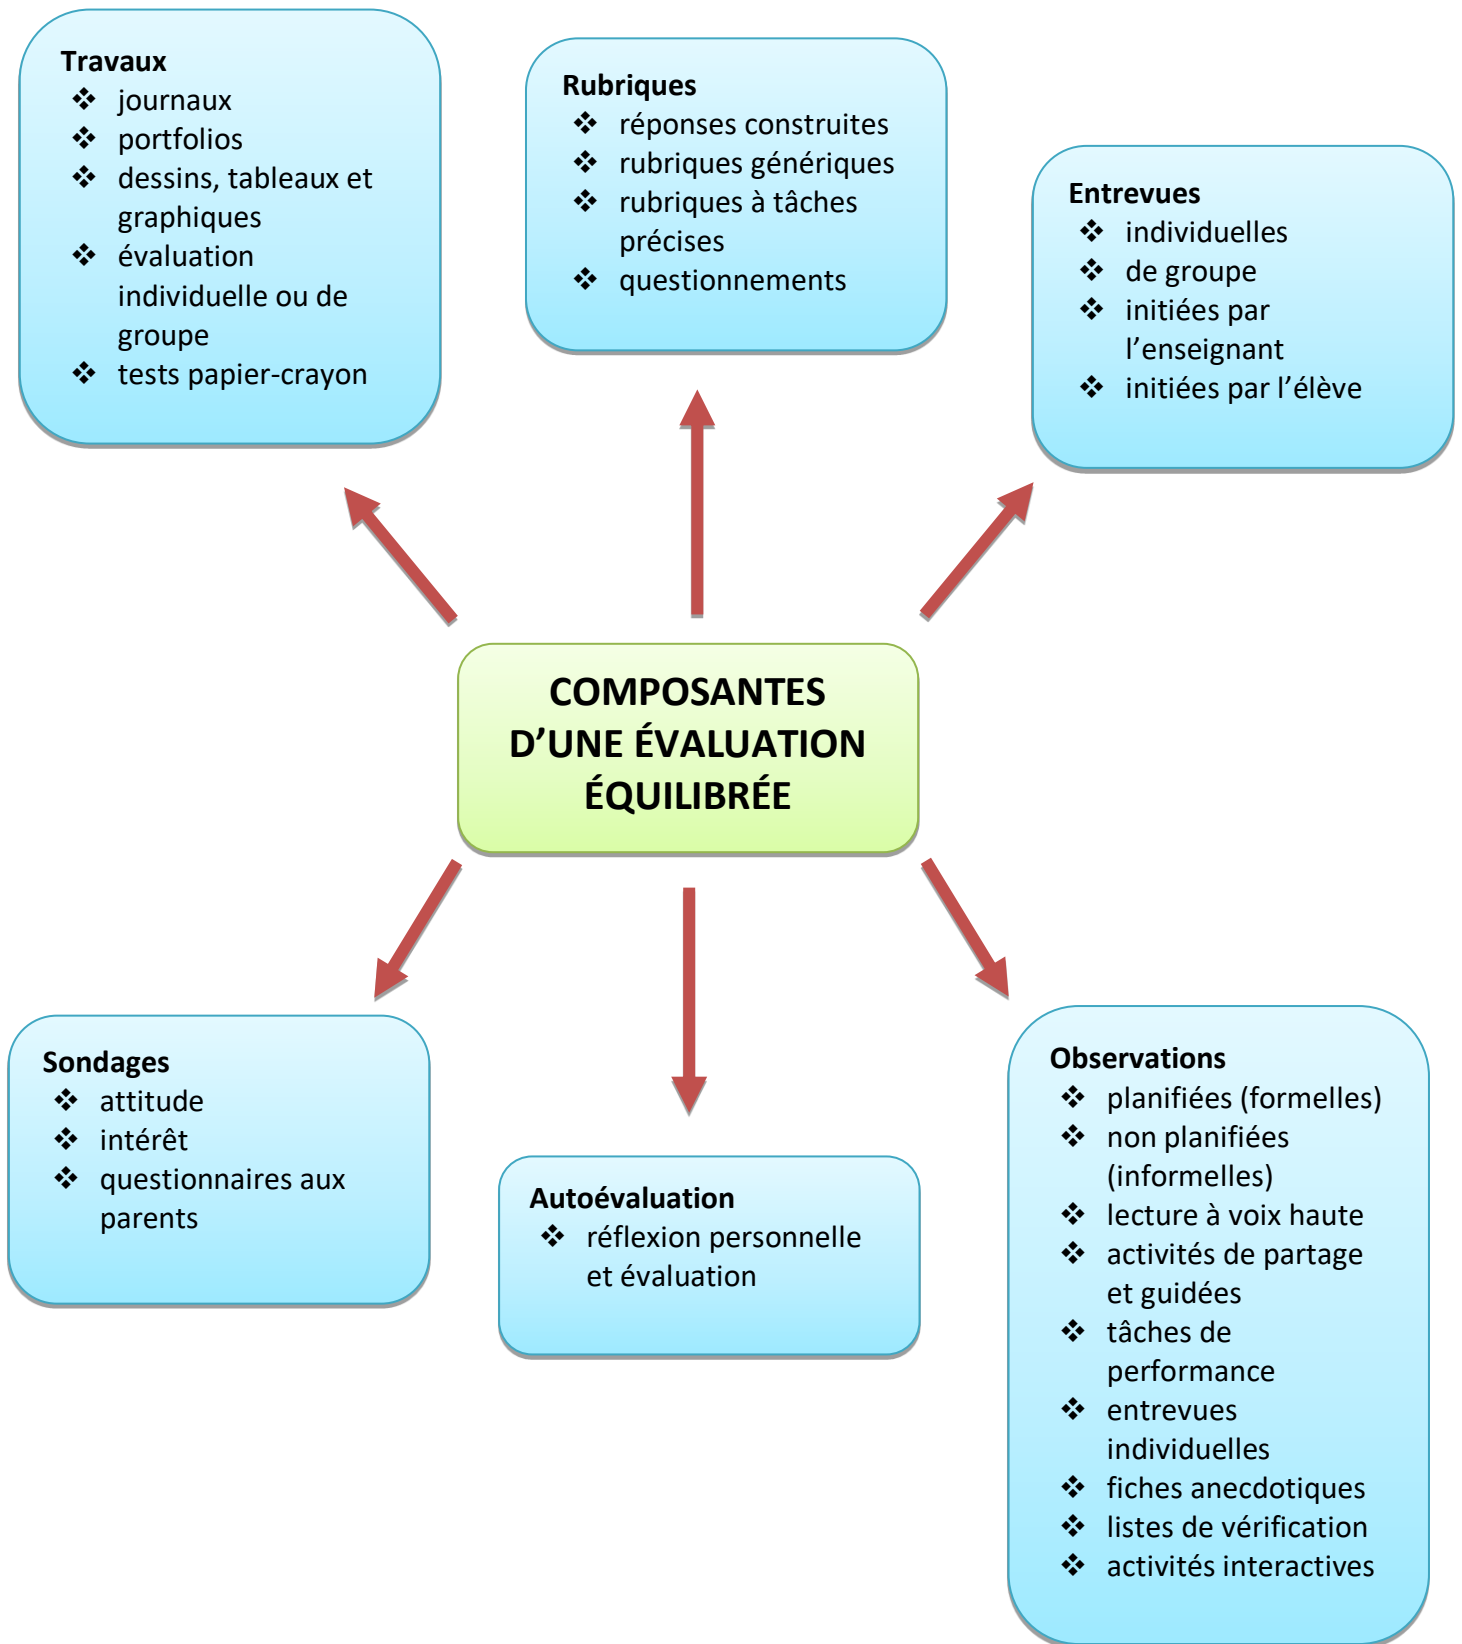 Travaux
❖ journaux
❖ portfolios
❖ dessins, tableaux et
graphiques
❖ évaluation
individuelle ou de
groupe
❖ tests papier-crayon
Rubriques
❖ réponses construites
❖ rubriques génériques
❖ rubriques à tâches
précises
❖ questionnements
Entrevues
❖ individuelles
❖ de groupe
❖ initiées par
l’enseignant
❖ initiées par l’élève
COMPOSANTES
D’UNE ÉVALUATION
ÉQUILIBRÉE
Sondages
❖ attitude
❖ intérêt
❖ questionnaires aux
parents
Autoévaluation
❖ réflexion personnelle
et évaluation
Observations
❖ planifiées (formelles)
❖ non planifiées
(informelles)
❖ lecture à voix haute
❖ activités de partage
et guidées
❖ tâches de
performance
❖ entrevues
individuelles
❖ fiches anecdotiques
❖ listes de vérification
❖ activités interactives